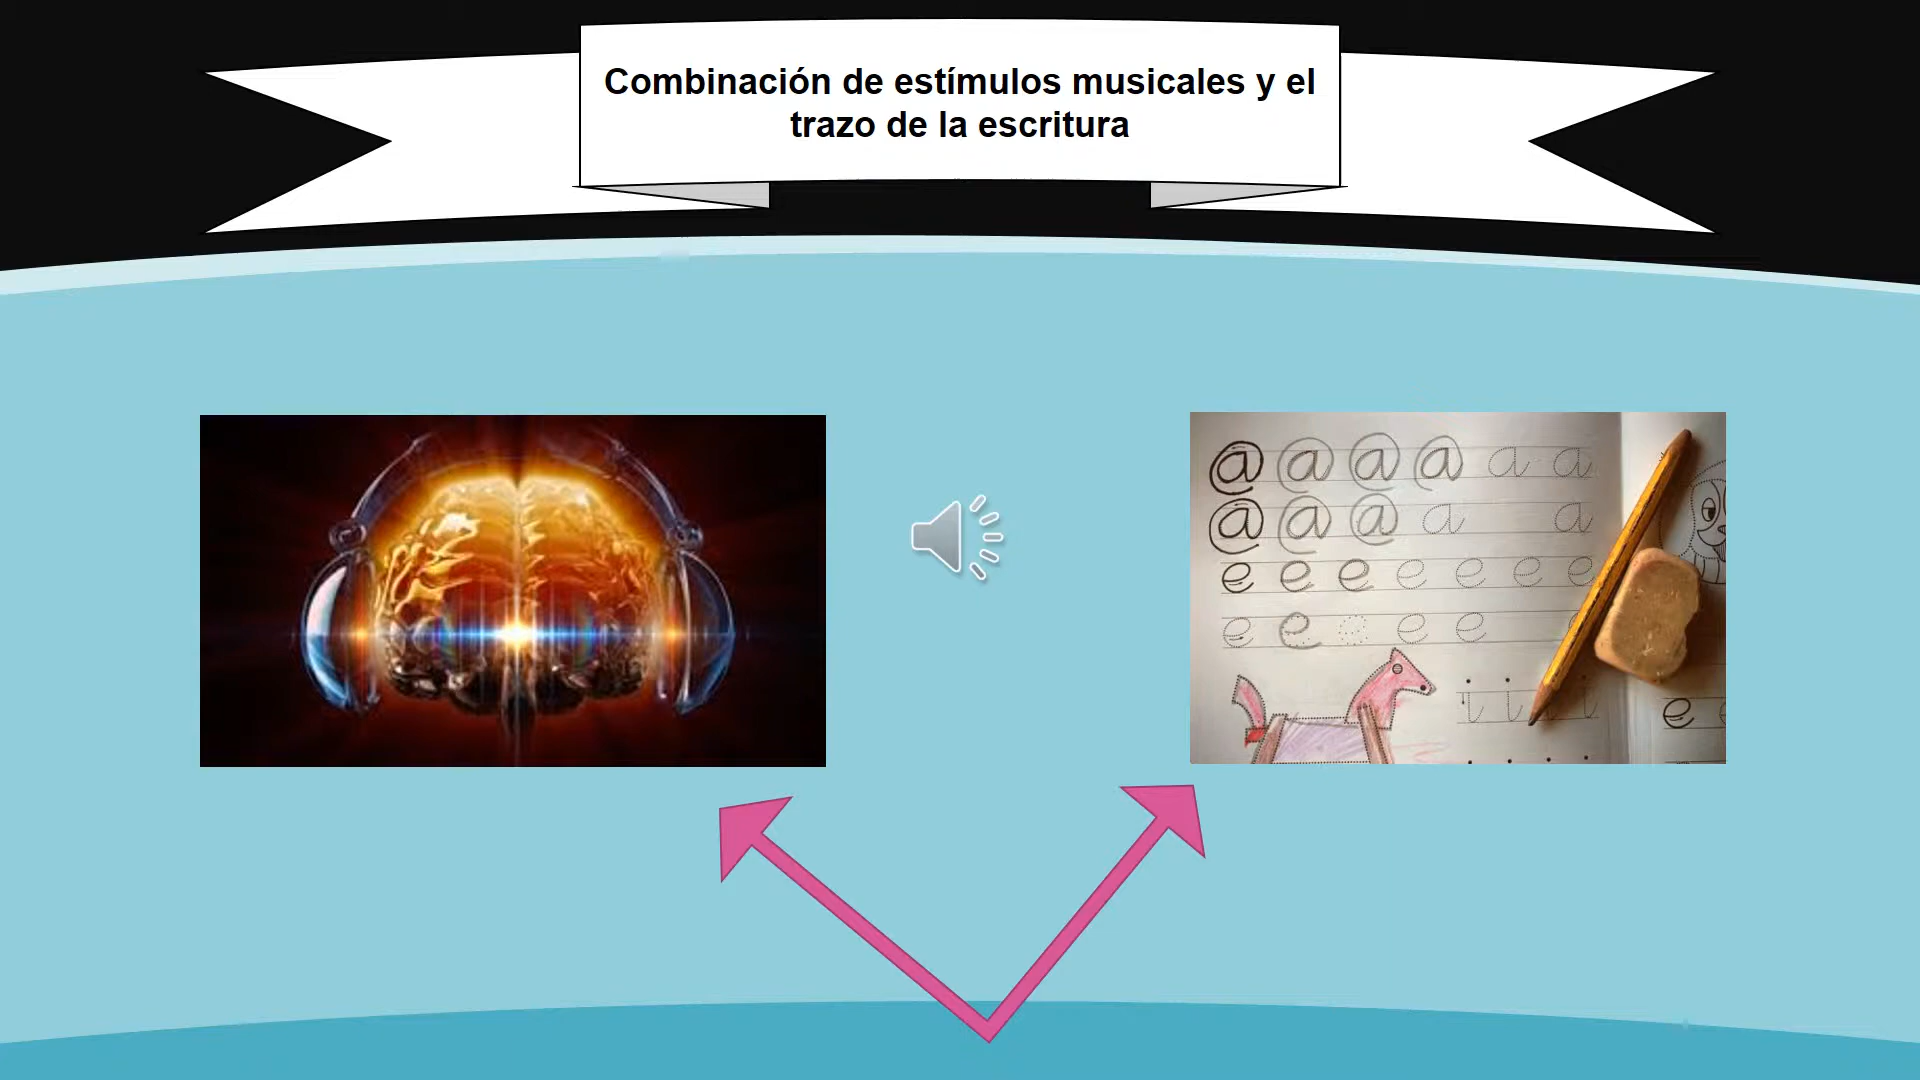 Combinación de estímulos musicales y el
trazo de la escritura
a a a a a a
a a a a a
e e e e e e e
e e e e
i i i i
e